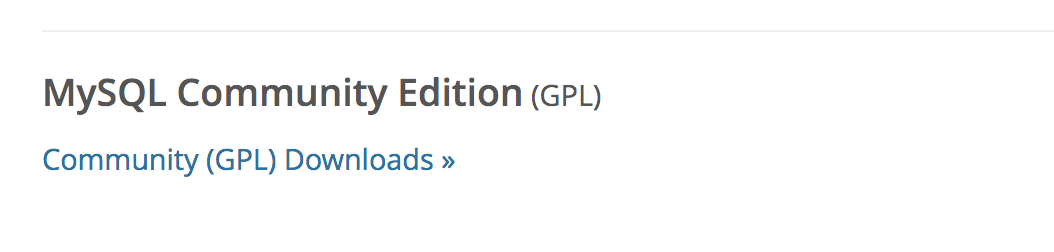 MySQL Community Edition (GPL)
Community (GPL) Downloads »